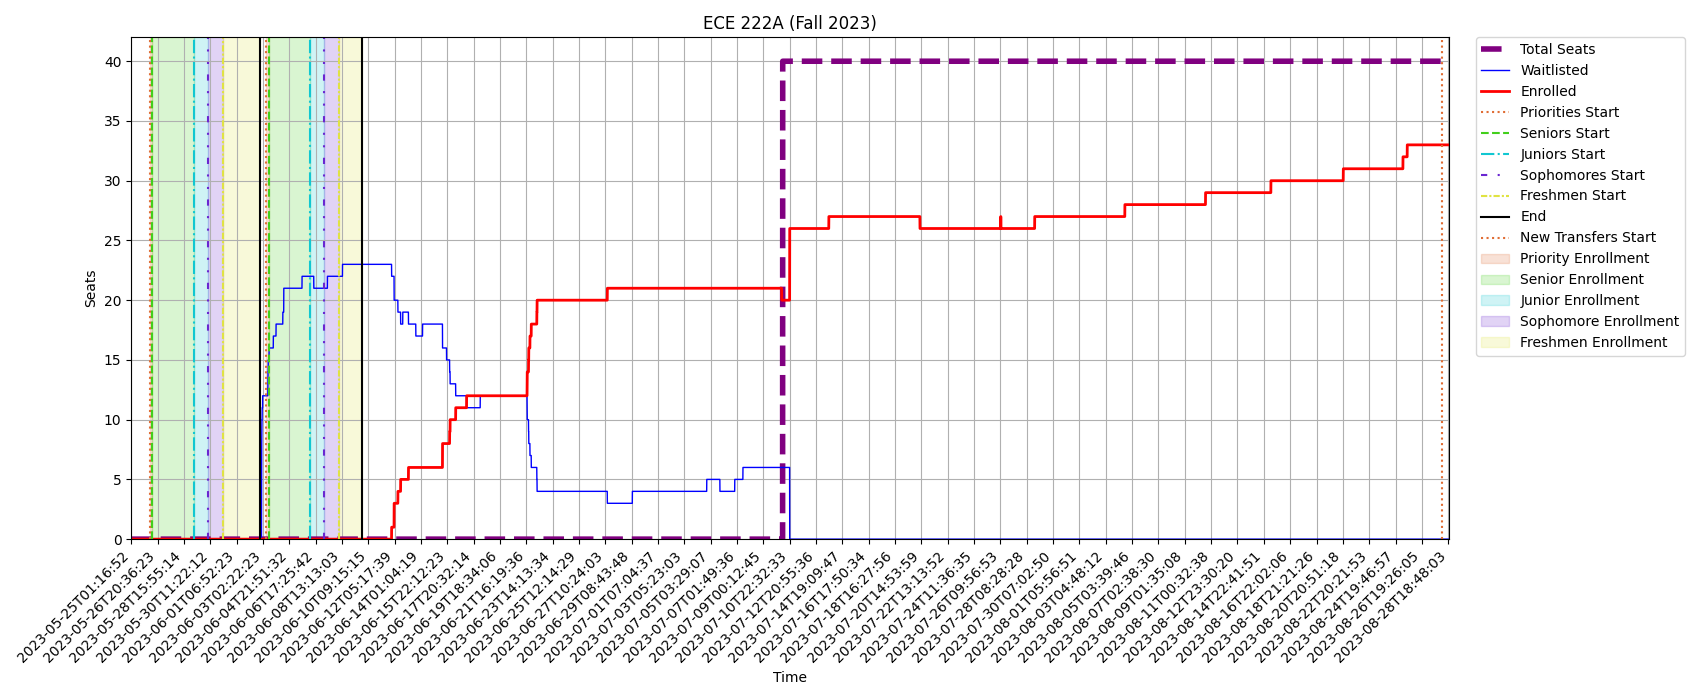 ECE 222A (Fall 2023)
Seats
40
35
30
25
20
15
10
5
0
2023-05-25T01:16:52
2023-05-26T20:36:23
2023-05-28T15:55:14
2023-05-30T11:22:12
2023-06-01T06:52:23
2023-06-03T02:22:23
2023-06-04T21:51:32
2023-06-06T17:25:42
2023-06-08T13:13:03
2023-06-10T09:15:15
2023-06-12T05:17:39
2023-06-14T01:04:19
2023-06-15T22:12:23
2023-06-17T20:32:14
2023-06-19T18:34:06
2023-06-21T16:19:36
2023-06-23T14:13:34
2023-06-25T12:14:29
2023-06-27T10:24:03
2023-06-29T08:43:48
2023-07-01T07:04:37
2023-07-03T05:23:03
2023-07-05T03:29:07
2023-07-07T01:49:36
2023-07-09T00:12:45
2023-07-10T22:32:33
2023-07-12T20:55:36
2023-07-14T19:09:47
2023-07-16T17:50:34
2023-07-18T16:27:56
2023-07-20T14:53:59
2023-07-22T13:13:52
2023-07-24T11:36:35
2023-07-26T09:56:53
2023-07-28T08:28:28
2023-07-30T07:02:50
2023-08-01T05:56:51
2023-08-03T04:48:12
2023-08-05T03:39:46
2023-08-07T02:38:30
2023-08-09T01:35:08
2023-08-11T00:32:38
2023-08-12T23:30:20
2023-08-14T22:41:51
2023-08-16T22:02:06
2023-08-18T21:21:26
2023-08-20T20:51:18
2023-08-22T20:21:53
2023-08-24T19:46:57
2023-08-26T19:26:05
2023-08-28T18:48:03
Time
Total Seats
Waitlisted
Enrolled
Priorities Start
Seniors Start
Juniors Start
Sophomores Start
Freshmen Start
End
New Transfers Start
Priority Enrollment
Senior Enrollment
Junior Enrollment
Sophomore Enrollment
Freshmen Enrollment